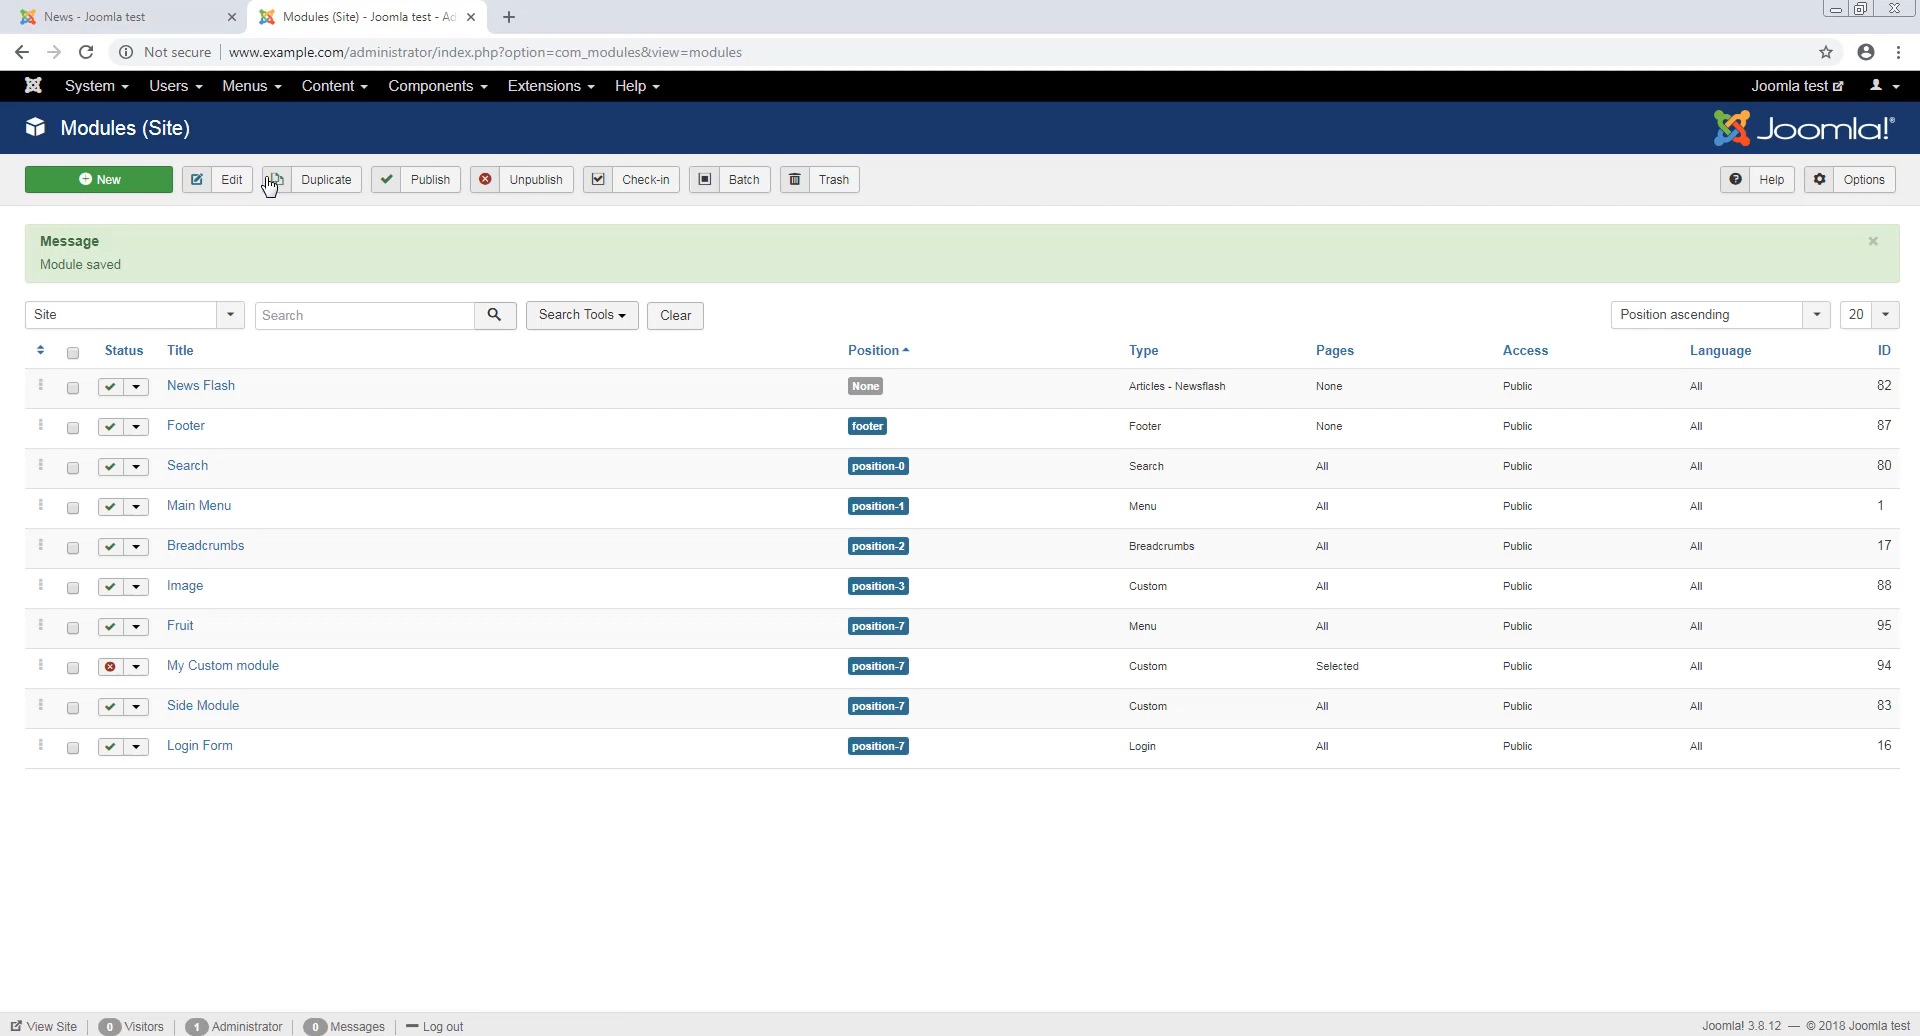 News - Joomla test
Modules (Site) - Joomla test - Ad
Not secure | www.example.com/administrator/index.php?option=com_modules&view=modules
System Users Menus Content Components Extensions Help Joomla test
Modules (Site) Joomla!®
New Edit Duplicate Publish Unpublish Check-in Batch Trash Help Options
Message
Module saved
Site Search Search Tools Clear Position ascending 20
Status Title Position Type Pages Access Language ID
News Flash None Articles - Newsflash None Public All 82
Footer footer Footer None Public All 87
Search position-0 Search All Public All 80
Main Menu position-1 Menu All Public All 1
Breadcrumbs position-2 Breadcrumbs All Public All 17
Image position-3 Custom All Public All 88
Fruit position-7 Menu All Public All 95
My Custom module position-7 Custom Selected Public All 94
Side Module position-7 Custom All Public All 83
Login Form position-7 Login All Public All 16
View Site | 0 Visitors | 1 Administrator | 0 Messages | Log out Joomla! 3.8.12 — © 2018 Joomla test